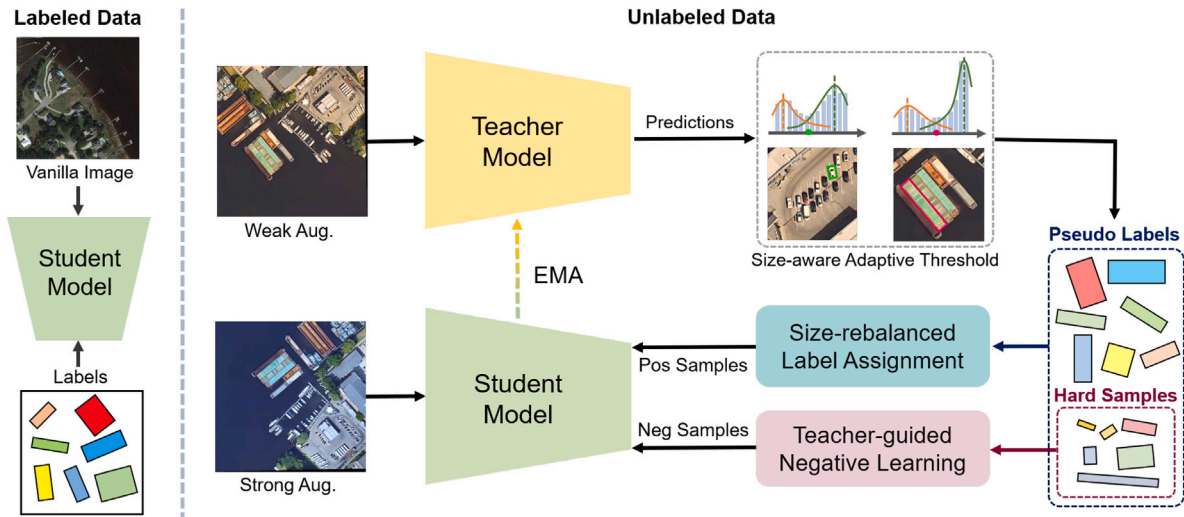 Labeled Data
Vanilla Image
Student
Model
Labels
Unlabeled Data
Weak Aug.
Teacher
Model
Predictions
Size-aware Adaptive Threshold
EMA
Pseudo Labels
Hard Samples
Size-rebalanced
Label Assignment
Pos Samples
Teacher-guided
Negative Learning
Neg Samples
Student
Model
Strong Aug.